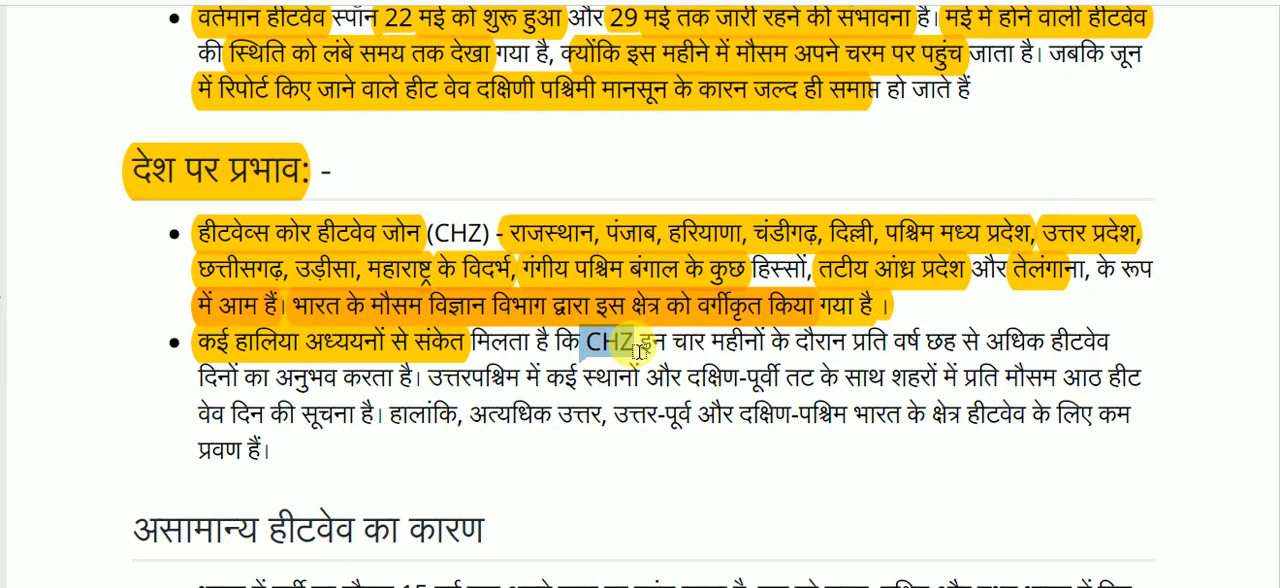 वर्तमान हीटवेव स्पॉन 22 मई को शुरू हुआ और 29 मई तक जारी रहने की संभावना है। मई में होने वाली हीटवेव
की स्थिति को लंबे समय तक देखा गया है, क्योंकि इस महीने में मौसम अपने चरम पर पहुंच जाता है। जबकि जून
में रिपोर्ट किए जाने वाले हीट वेव दक्षिणी पश्चिमी मानसून के कारन जल्द ही समाप्त हो जाते हैं
देश पर प्रभाव: -
हीटवेव्स कोर हीटवेव जोन (CHZ) - राजस्थान, पंजाब, हरियाणा, चंडीगढ़, दिल्ली, पश्चिम मध्य प्रदेश, उत्तर प्रदेश,
छत्तीसगढ़, उड़ीसा, महाराष्ट्र के विदर्भ, गंगीय पश्चिम बंगाल के कुछ हिस्सों, तटीय आंध्र प्रदेश और तेलंगाना, के रूप
में आम हैं। भारत के मौसम विज्ञान विभाग द्वारा इस क्षेत्र को वर्गीकृत किया गया है ।
कई हालिया अध्ययनों से संकेत मिलता है कि CHZ इन चार महीनों के दौरान प्रति वर्ष छह से अधिक हीटवेव
दिनों का अनुभव करता है। उत्तरपश्चिम में कई स्थानों और दक्षिण-पूर्वी तट के साथ शहरों में प्रति मौसम आठ हीट
वेव दिन की सूचना है। हालांकि, अत्यधिक उत्तर, उत्तर-पूर्व और दक्षिण-पश्चिम भारत के क्षेत्र हीटवेव के लिए कम
प्रवण हैं।
असामान्य हीटवेव का कारण